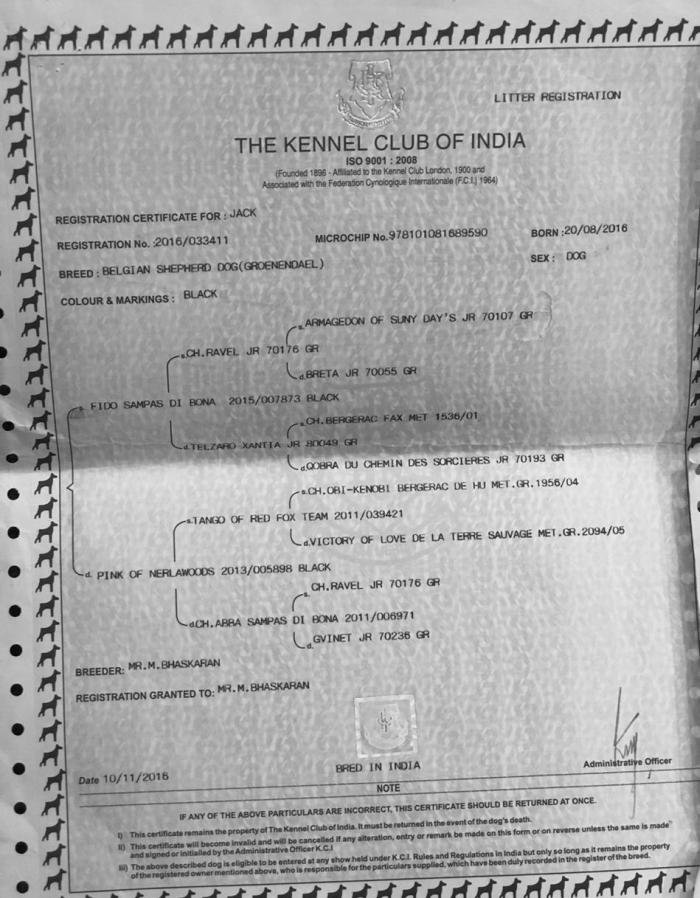 LITTER REGISTRATION
THE KENNEL CLUB OF INDIA
ISO 9001 : 2008
(Founded 1896 - Affiliated to the Kennel Club London, 1900 and
Associated with the Federation Cynologique Internationale (F.C.I.) 1964)
REGISTRATION CERTIFICATE FOR : JACK
REGISTRATION No. :2016/033411 MICROCHIP No.978101081689590 BORN :20/08/2016
BREED : BELGIAN SHEPHERD DOG(GROENENDAEL) SEX : DOG
COLOUR & MARKINGS : BLACK
s.ARMAGEDON OF SUNY DAY'S JR 70107 GR
s.CH.RAVEL JR 70176 GR
d.BRETA JR 70055 GR
s. FIDO SAMPAS DI BONA 2015/007873 BLACK
s.CH.BERGERAC FAX MET 1536/01
d.TELZARO XANTIA JR 80049 GR
d.QOBRA DU CHEMIN DES SORCIERES JR 70193 GR
s.CH.OBI-KENOBI BERGERAC DE HU MET.GR.1956/04
s.TANGO OF RED FOX TEAM 2011/039421
d.VICTORY OF LOVE DE LA TERRE SAUVAGE MET.GR.2094/05
d. PINK OF NERLAWOODS 2013/005898 BLACK
s. CH.RAVEL JR 70176 GR
d.CH.ABBA SAMPAS DI BONA 2011/006971
d. GVINET JR 70236 GR
BREEDER: MR.M.BHASKARAN
REGISTRATION GRANTED TO: MR.M.BHASKARAN
BRED IN INDIA
Administrative Officer
Date 10/11/2016
NOTE
IF ANY OF THE ABOVE PARTICULARS ARE INCORRECT, THIS CERTIFICATE SHOULD BE RETURNED AT ONCE.
I) This certificate remains the property of The Kennel Club of India. It must be returned in the event of the dog's death.
II) This certificate will become invalid and will be cancelled if any alteration, entry or remark be made on this form or on reverse unless the same is made
and signed or initialled by the Administrative Officer K.C.I
III) The above described dog is eligible to be entered at any show held under K.C.I. Rules and Regulations in India but only so long as it remains the property
of the registered owner mentioned above, who is responsible for the particulars supplied, which have been duly recorded in the register of the breed.